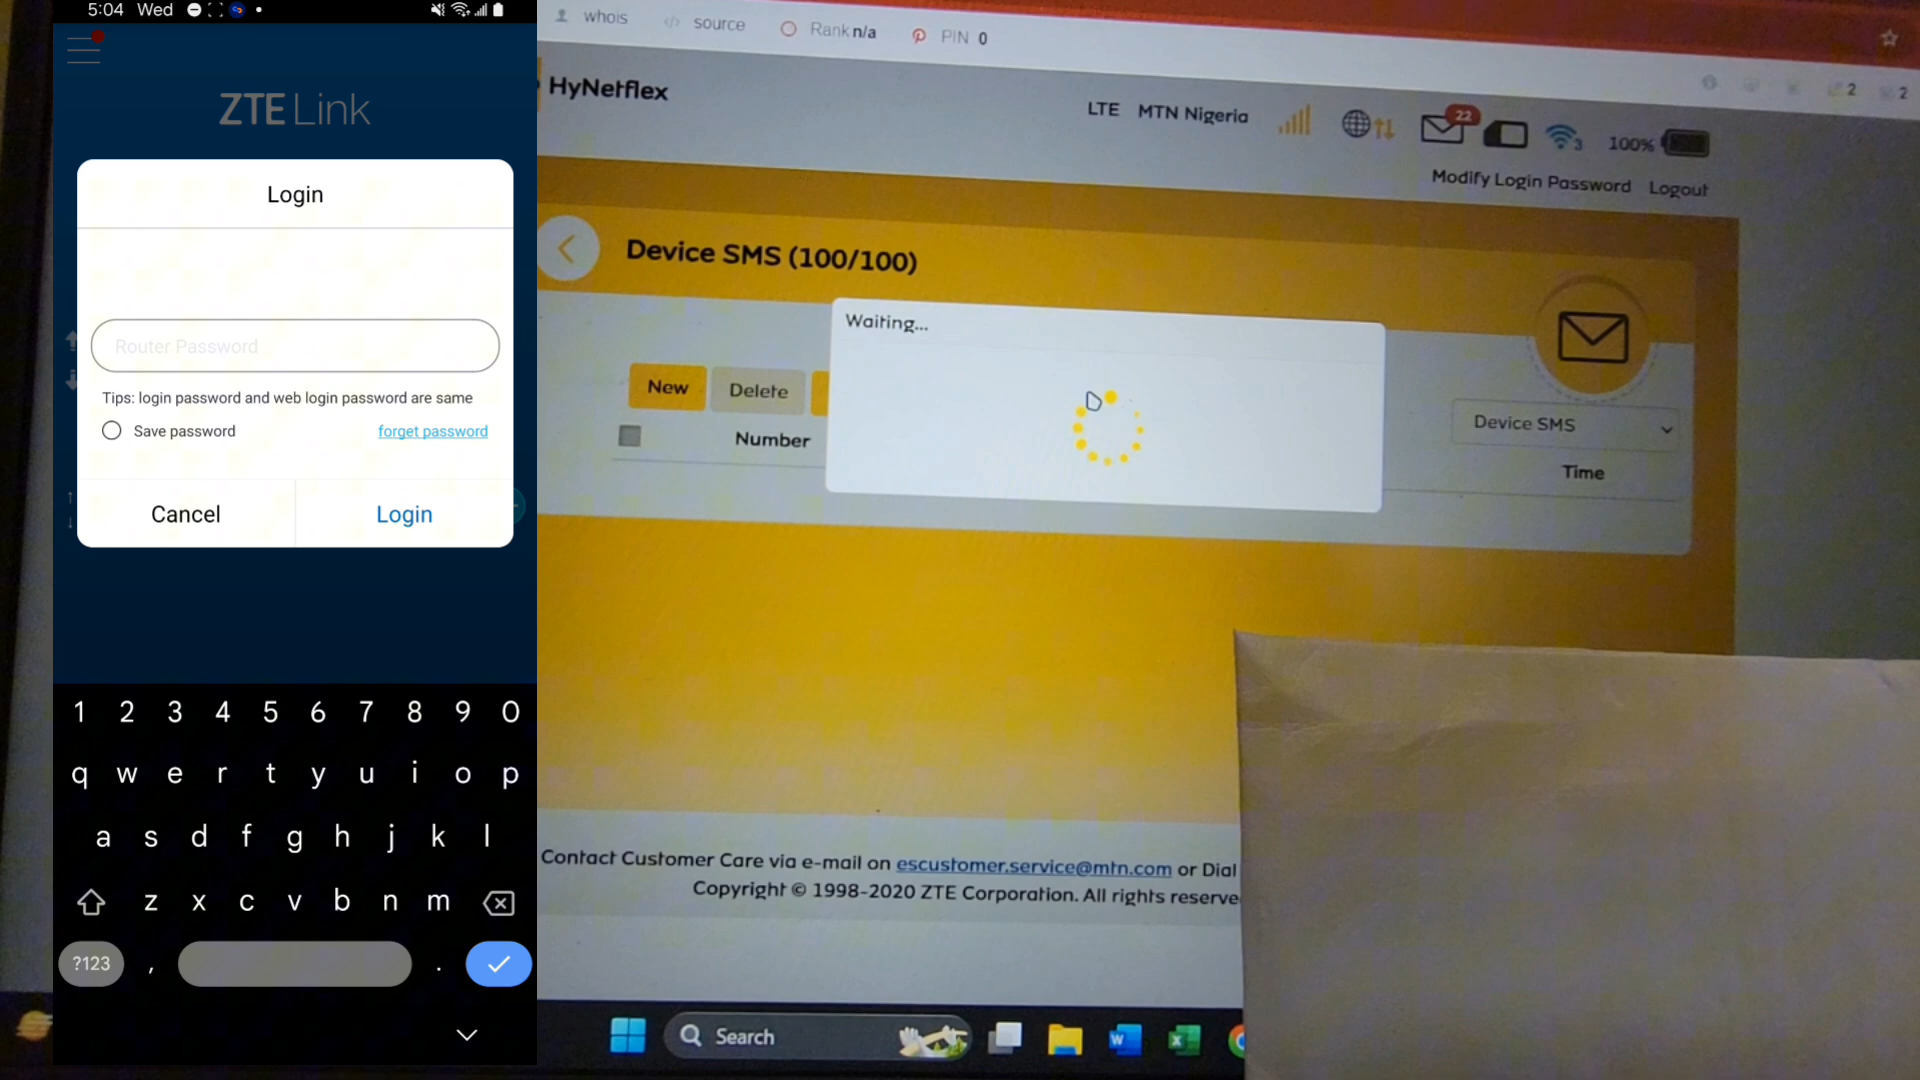 5:04 Wed
ZTE Link
Login
Router Password
Tips: login password and web login password are same
Save password
forget password
Cancel
Login
1 2 3 4 5 6 7 8 9 0
q w e r t y u i o p
a s d f g h j k l
z x c v b n m
?123 , .
whois
source
Rank n/a
PIN 0
2
2
HyNetflex
LTE MTN Nigeria
22
3
100%
Modify Login Password Logout
Device SMS (100/100)
Waiting...
New
Delete
Device SMS
Number
Time
Contact Customer Care via e-mail on escustomer.service@mtn.com or Dial
Copyright © 1998-2020 ZTE Corporation. All rights reserve
Search